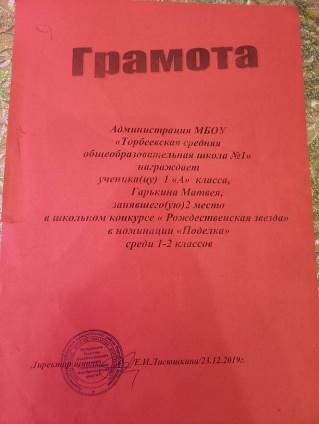 Грамота
Администрация МБОУ
«Торбеевская средняя
общеобразовательная школа №1»
награждает
ученика(цу) 1 «А» класса,
Гарькина Матвея,
занявшего(ую)2 место
в школьном конкурсе « Рождественская звезда»
в номинации «Поделка»
среди 1-2 классов
Директор школы Е.И.Лисюшкина/23.12.2019г.